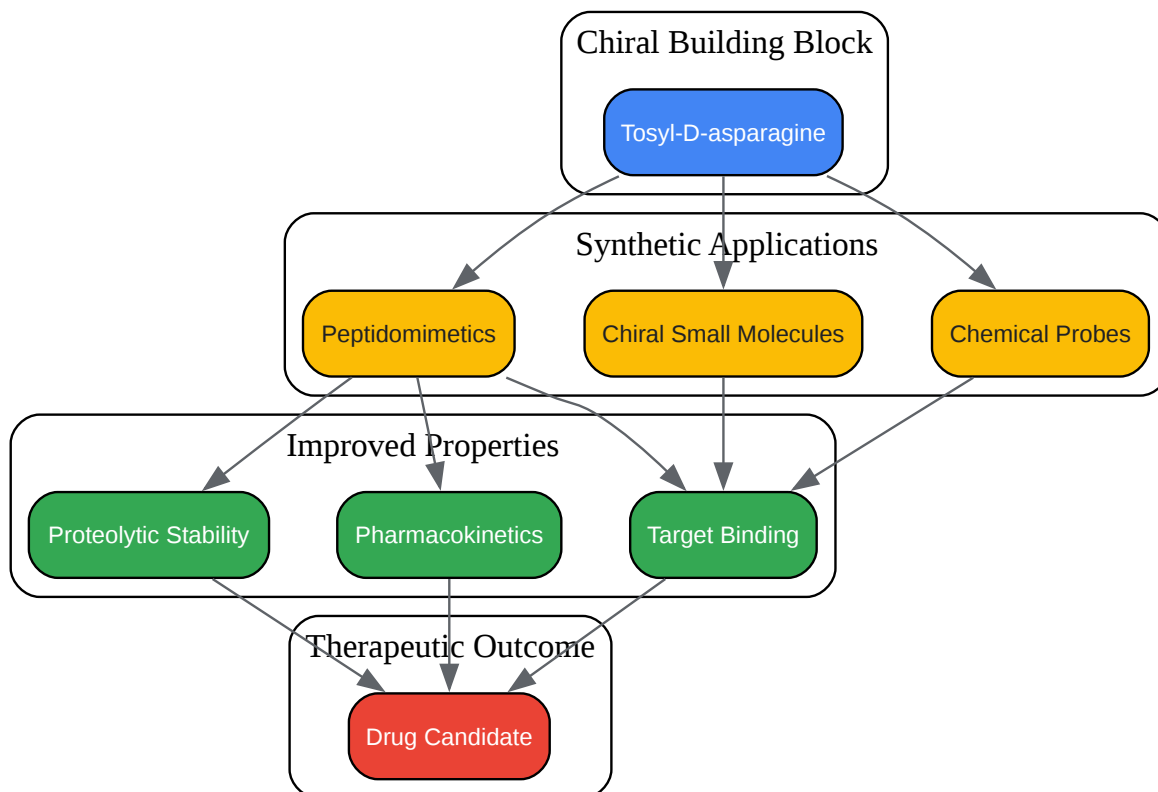 Chiral Building Block
Tosyl-D-asparagine
Synthetic Applications
Peptidomimetics
Chiral Small Molecules
Chemical Probes
Improved Properties
Proteolytic Stability
Pharmacokinetics
Target Binding
Therapeutic Outcome
Drug Candidate